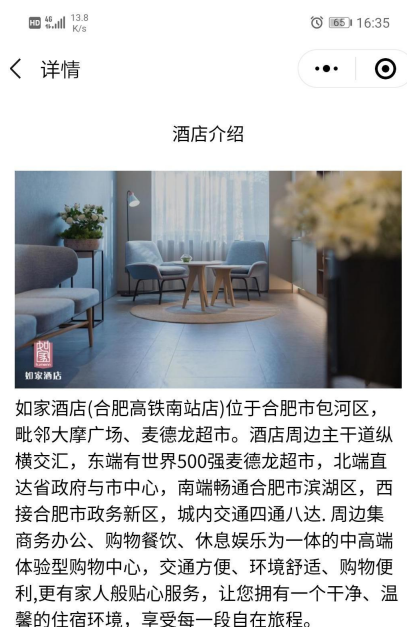 HD 4G 13.8 K/s 65 16:35
详情
酒店介绍
如家
如家酒店
如家酒店(合肥高铁南站店)位于合肥市包河区，
毗邻大摩广场、麦德龙超市。酒店周边主干道纵
横交汇，东端有世界500强麦德龙超市，北端直
达省政府与市中心，南端畅通合肥市滨湖区，西
接合肥市政务新区，城内交通四通八达. 周边集
商务办公、购物餐饮、休息娱乐为一体的中高端
体验型购物中心，交通方便、环境舒适、购物便
利,更有家人般贴心服务，让您拥有一个干净、温
馨的住宿环境，享受每一段自在旅程。